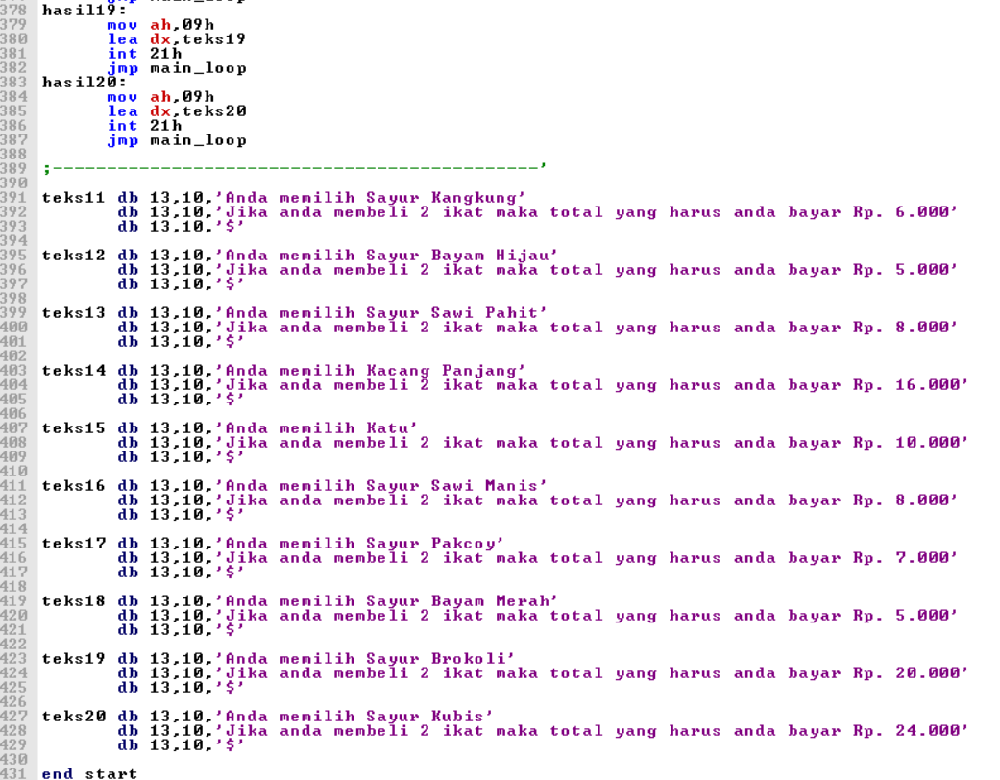 378 hasil19:
379 mov ah,09h
380 lea dx,teks19
381 int 21h
382 jmp main_loop
383 hasil20:
384 mov ah,09h
385 lea dx,teks20
386 int 21h
387 jmp main_loop
388
389 ;---------------------------------------------'
390
391 teks11 db 13,10,'Anda memilih Sayur Kangkung'
392 db 13,10,'Jika anda membeli 2 ikat maka total yang harus anda bayar Rp. 6.000'
393 db 13,10,'$'
394
395 teks12 db 13,10,'Anda memilih Sayur Bayam Hijau'
396 db 13,10,'Jika anda membeli 2 ikat maka total yang harus anda bayar Rp. 5.000'
397 db 13,10,'$'
398
399 teks13 db 13,10,'Anda memilih Sayur Sawi Pahit'
400 db 13,10,'Jika anda membeli 2 ikat maka total yang harus anda bayar Rp. 8.000'
401 db 13,10,'$'
402
403 teks14 db 13,10,'Anda memilih Kacang Panjang'
404 db 13,10,'Jika anda membeli 2 ikat maka total yang harus anda bayar Rp. 16.000'
405 db 13,10,'$'
406
407 teks15 db 13,10,'Anda memilih Katu'
408 db 13,10,'Jika anda membeli 2 ikat maka total yang harus anda bayar Rp. 10.000'
409 db 13,10,'$'
410
411 teks16 db 13,10,'Anda memilih Sayur Sawi Manis'
412 db 13,10,'Jika anda membeli 2 ikat maka total yang harus anda bayar Rp. 8.000'
413 db 13,10,'$'
414
415 teks17 db 13,10,'Anda memilih Sayur Pakcoy'
416 db 13,10,'Jika anda membeli 2 ikat maka total yang harus anda bayar Rp. 7.000'
417 db 13,10,'$'
418
419 teks18 db 13,10,'Anda memilih Sayur Bayam Merah'
420 db 13,10,'Jika anda membeli 2 ikat maka total yang harus anda bayar Rp. 5.000'
421 db 13,10,'$'
422
423 teks19 db 13,10,'Anda memilih Sayur Brokoli'
424 db 13,10,'Jika anda membeli 2 ikat maka total yang harus anda bayar Rp. 20.000'
425 db 13,10,'$'
426
427 teks20 db 13,10,'Anda memilih Sayur Kubis'
428 db 13,10,'Jika anda membeli 2 ikat maka total yang harus anda bayar Rp. 24.000'
429 db 13,10,'$'
430
431 end start